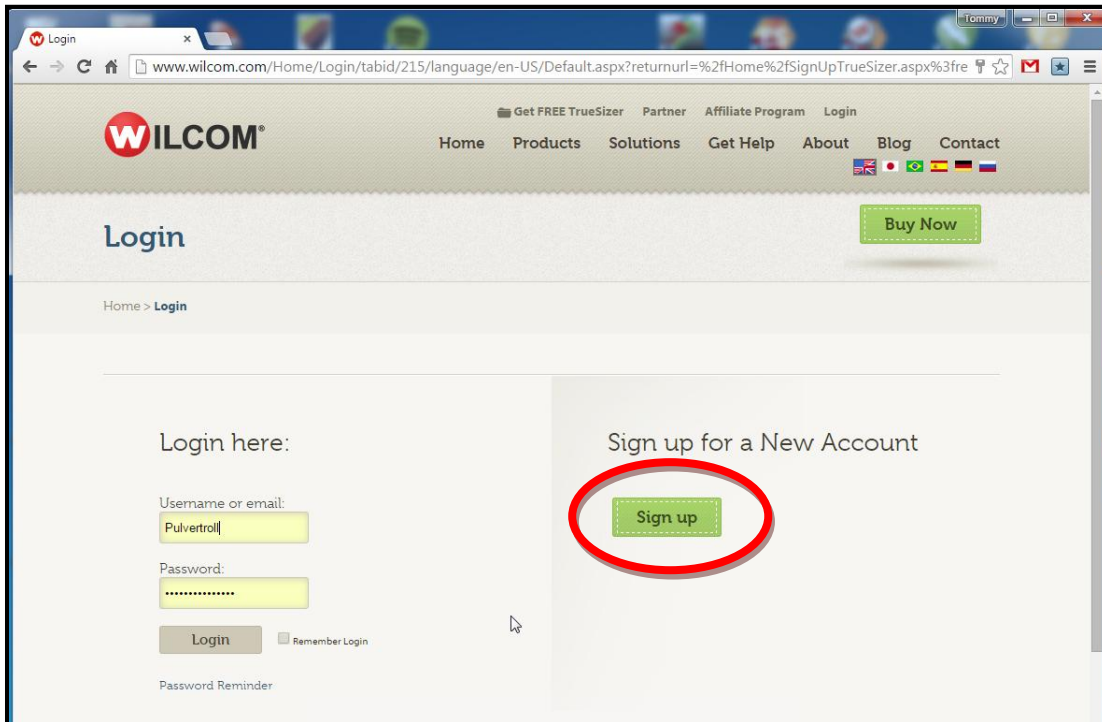 Tommy
Login
www.wilcom.com/Home/Login/tabid/215/language/en-US/Default.aspx?returnurl=%2fHome%2fSignUpTrueSizer.aspx%3fre
Get FREE TrueSizer Partner Affiliate Program Login
WILCOM®
Home Products Solutions Get Help About Blog Contact
Login
Buy Now
Home > Login
Login here:
Username or email:
Pulvertroll
Password:
•••••••••••••••
Login
Remember Login
Password Reminder
Sign up for a New Account
Sign up